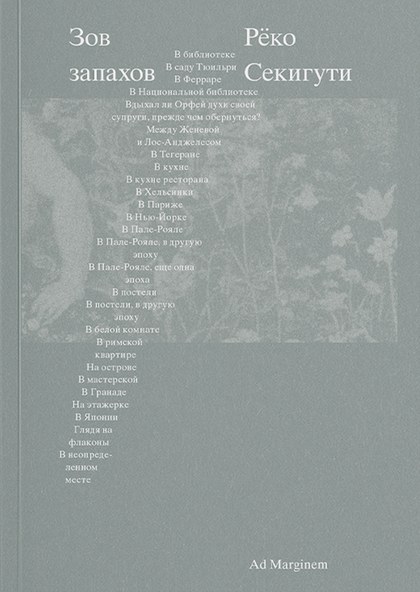 Зов
запахов
Рёко
Секигути
В библиотеке
В саду Тюильри
В Ферраре
В Национальной библиотеке
Вдыхал ли Орфей духи своей
супруги, прежде чем обернуться?
Между Женевой
и Лос-Анджелесом
В Тегеране
В кухне
В кухне ресторана
В Хельсинки
В Париже
В Нью-Йорке
В Пале-Рояле
В Пале-Рояле, в другую
эпоху
В Пале-Рояле, еще одна
эпоха
В постели
В постели, в другую
эпоху
В белой комнате
В римской
квартире
На острове
В мастерской
В Гранаде
На этажерке
В Японии
Глядя на
флаконы
В неопреде-
ленном
месте
Ad Marginem